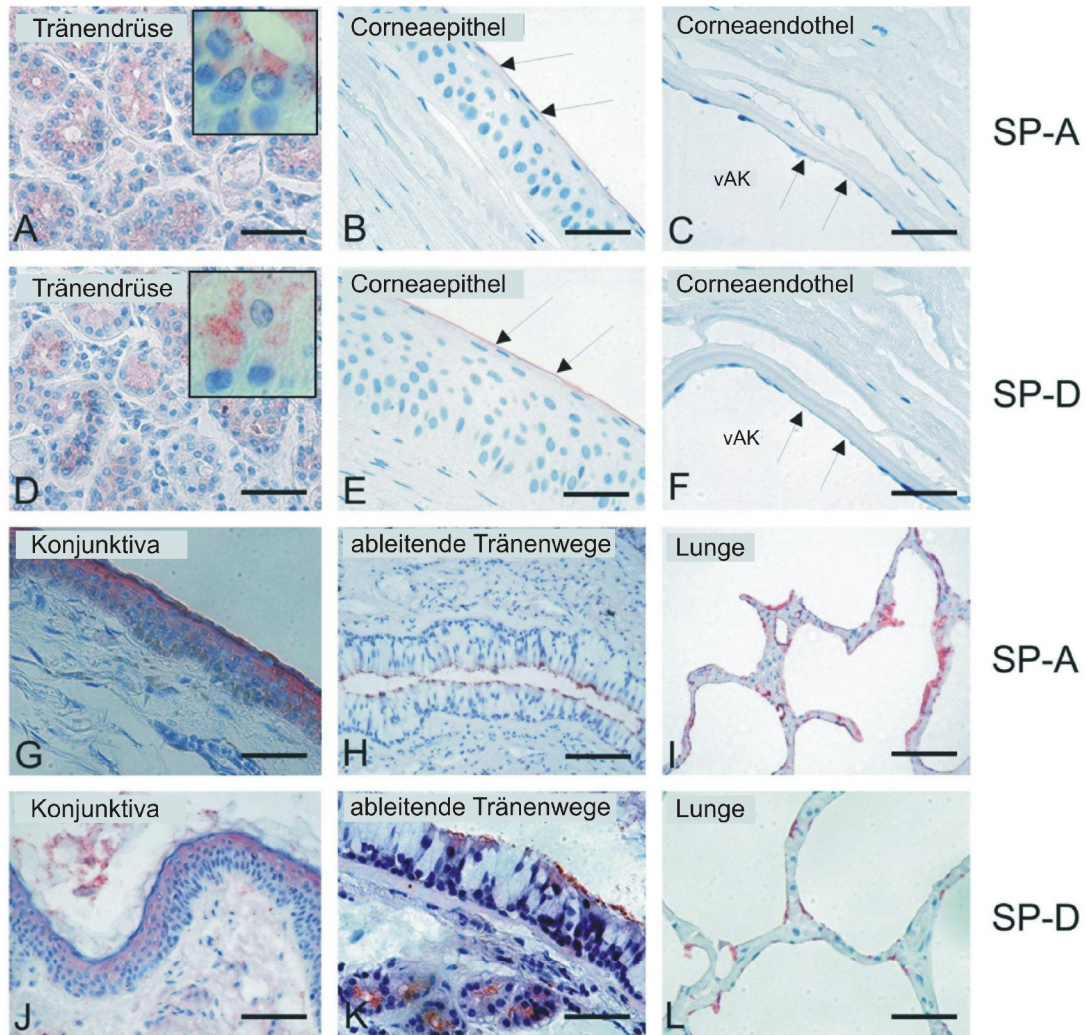 Tränendrüse
A
Corneaepithel
B
Corneaendothel
vAK
C
SP-A
Tränendrüse
D
Corneaepithel
E
Corneaendothel
vAK
F
SP-D
Konjunktiva
G
ableitende Tränenwege
H
Lunge
I
SP-A
Konjunktiva
J
ableitende Tränenwege
K
Lunge
L
SP-D